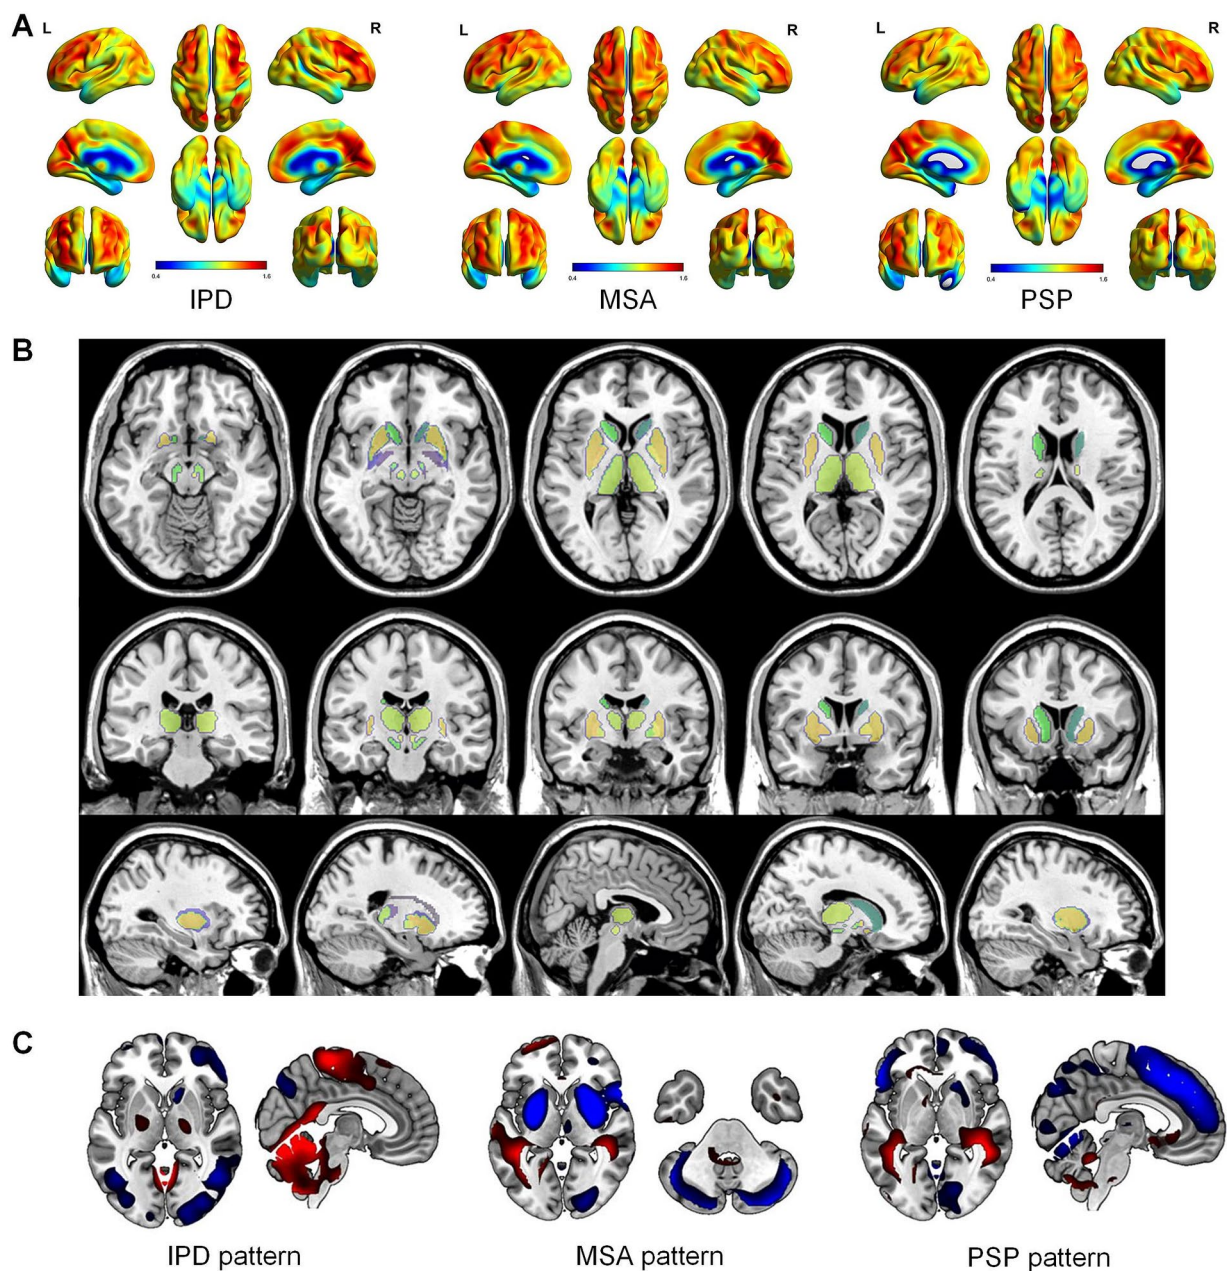 A
L R L R L R
0.4 1.6 0.4 1.6 0.4 1.6
IPD MSA PSP
B
C
IPD pattern MSA pattern PSP pattern